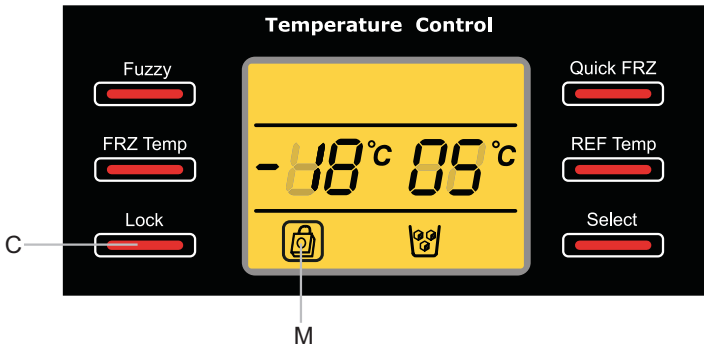 Temperature Control
Fuzzy
Quick FRZ
FRZ Temp
-18°C 05°C
REF Temp
C
Lock
Select
M